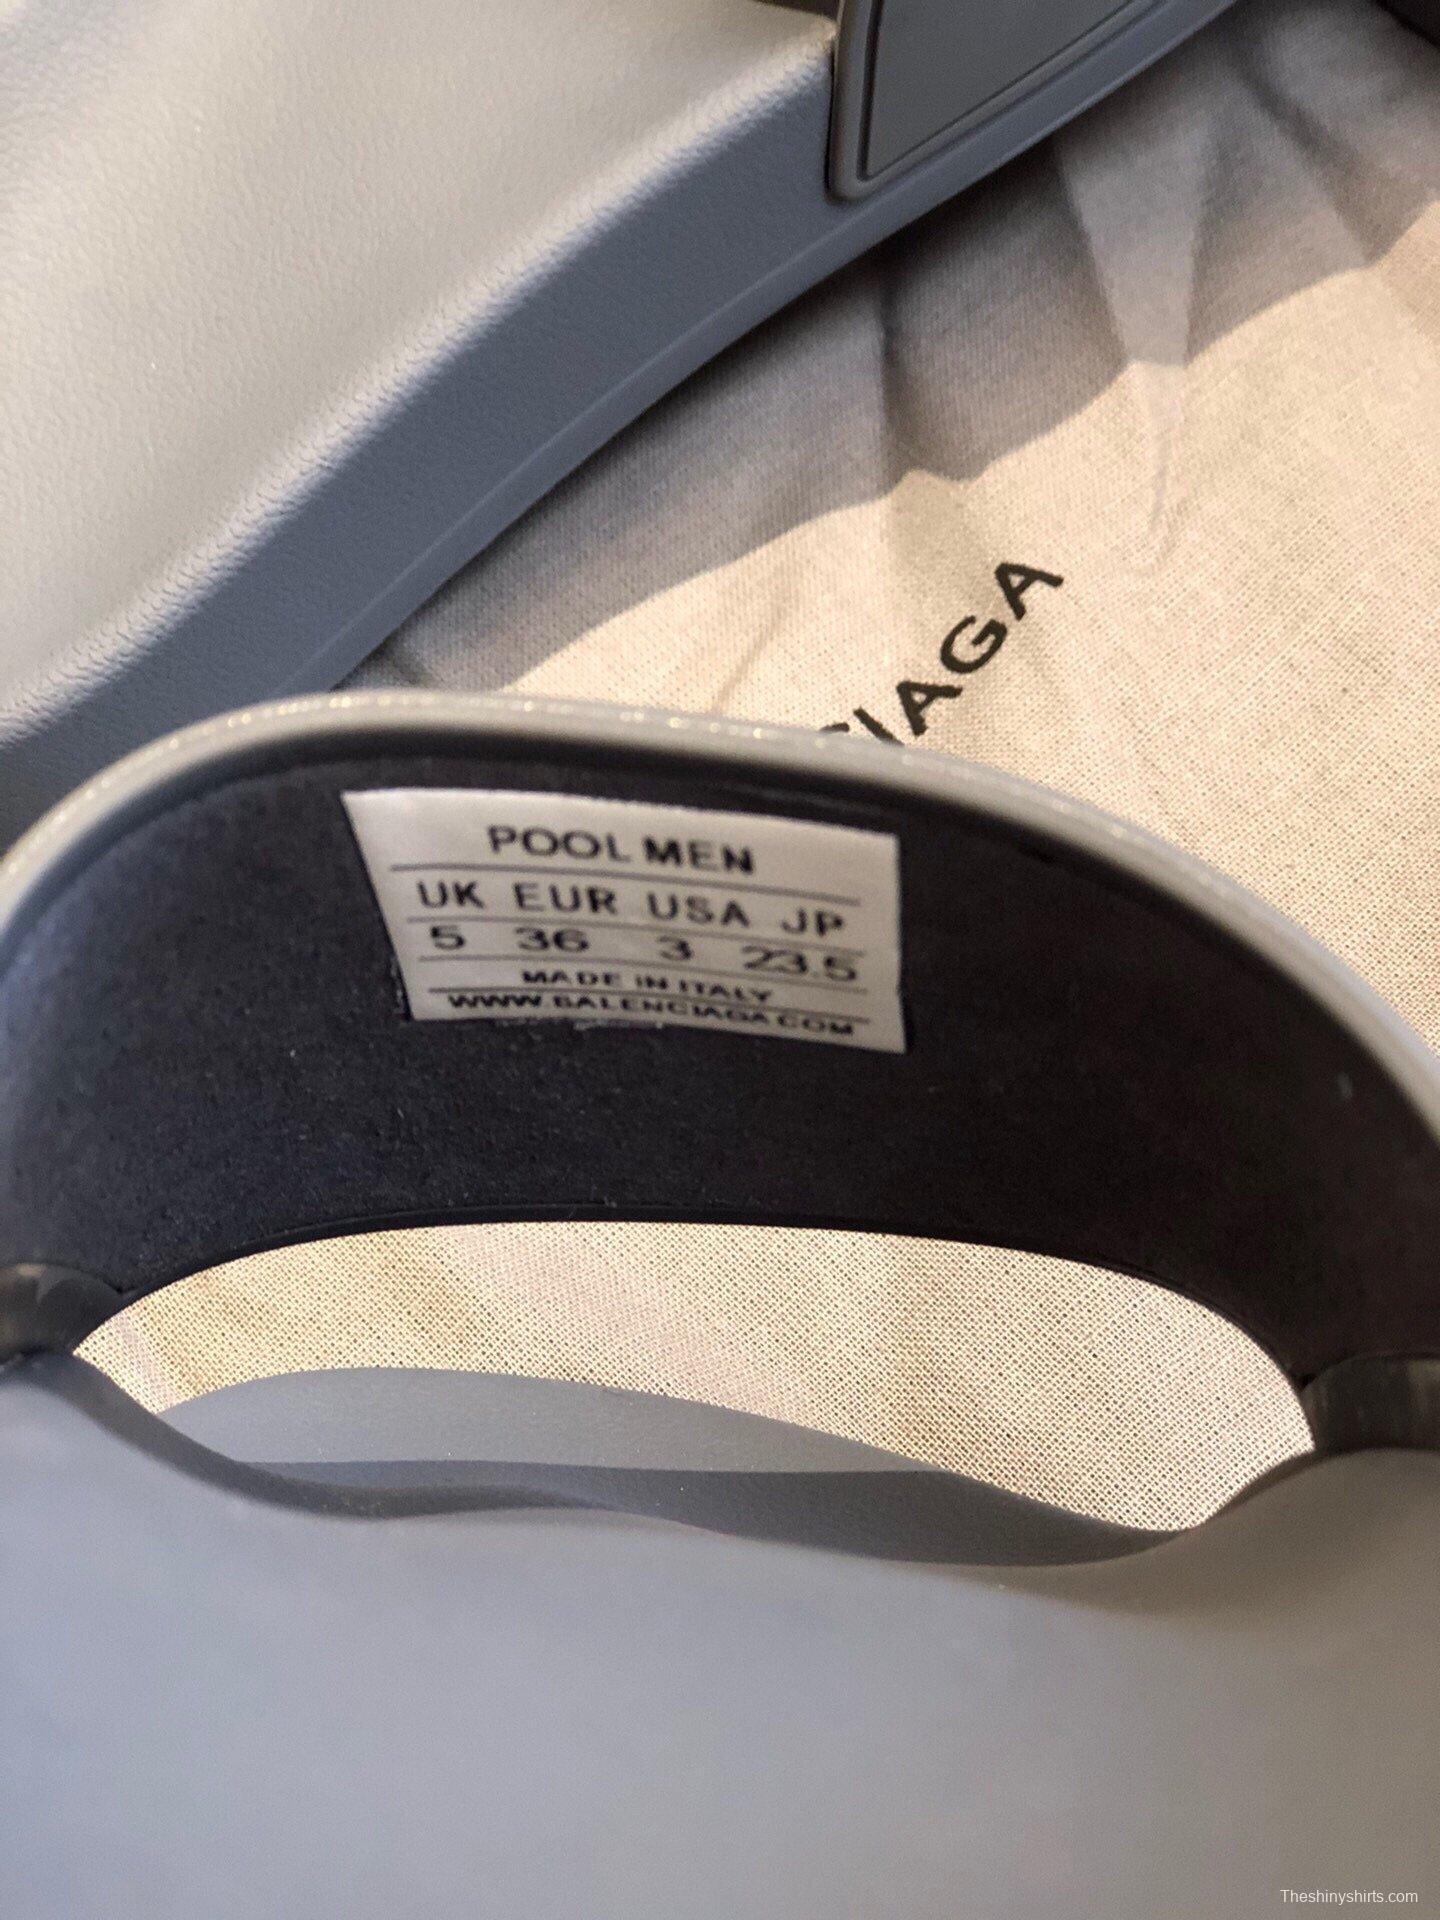 CIAGA
POOL MEN
UK EUR USA JP
5 36 3 23.5
MADE IN ITALY
WWW.BALENCIAGA.COM
Theshinyshirts.com